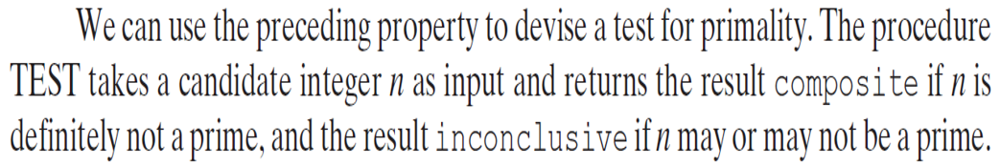 We can use the preceding property to devise a test for primality. The procedure
TEST takes a candidate integer n as input and returns the result composite if n is
definitely not a prime, and the result inconclusive if n may or may not be a prime.